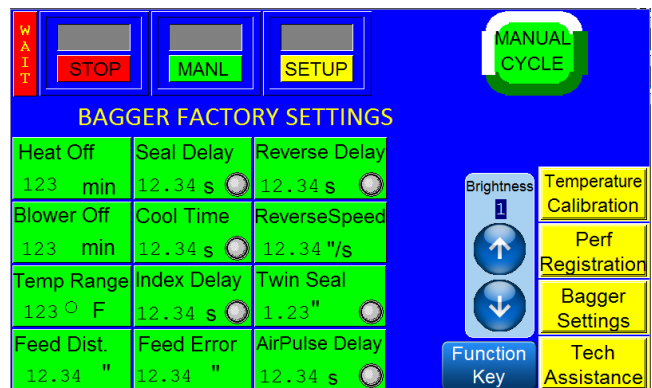 WAIT
STOP
MANL
SETUP
MANUAL
CYCLE
BAGGER FACTORY SETTINGS
Heat Off
123 min
Seal Delay
12.34 s
Reverse Delay
12.34 s
Blower Off
123 min
Cool Time
12.34 s
ReverseSpeed
12.34 "/s
Temp Range
123 ○ F
Index Delay
12.34 s
Twin Seal
1.23"
Feed Dist.
12.34 "
Feed Error
12.34 "
AirPulse Delay
12.34 s
Brightness
1
Function
Key
Temperature
Calibration
Perf
Registration
Bagger
Settings
Tech
Assistance